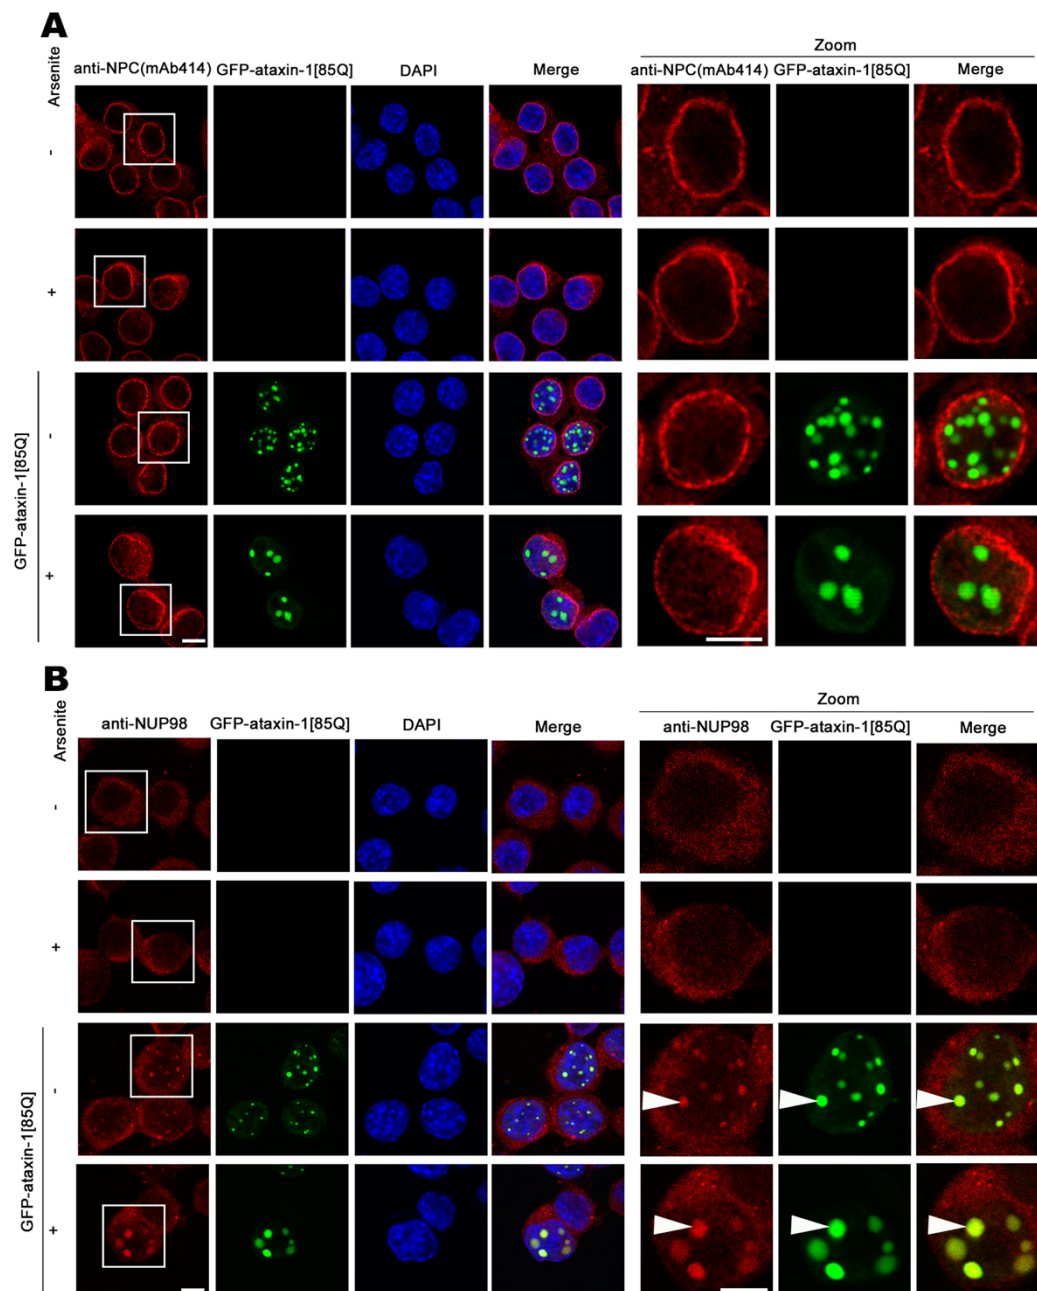 A
Zoom
Arsenite
anti-NPC(mAb414) GFP-ataxin-1[85Q] DAPI Merge anti-NPC(mAb414) GFP-ataxin-1[85Q] Merge
-
+
GFP-ataxin-1[85Q]
-
+
B
Zoom
Arsenite
anti-NUP98 GFP-ataxin-1[85Q] DAPI Merge anti-NUP98 GFP-ataxin-1[85Q] Merge
-
+
GFP-ataxin-1[85Q]
-
+